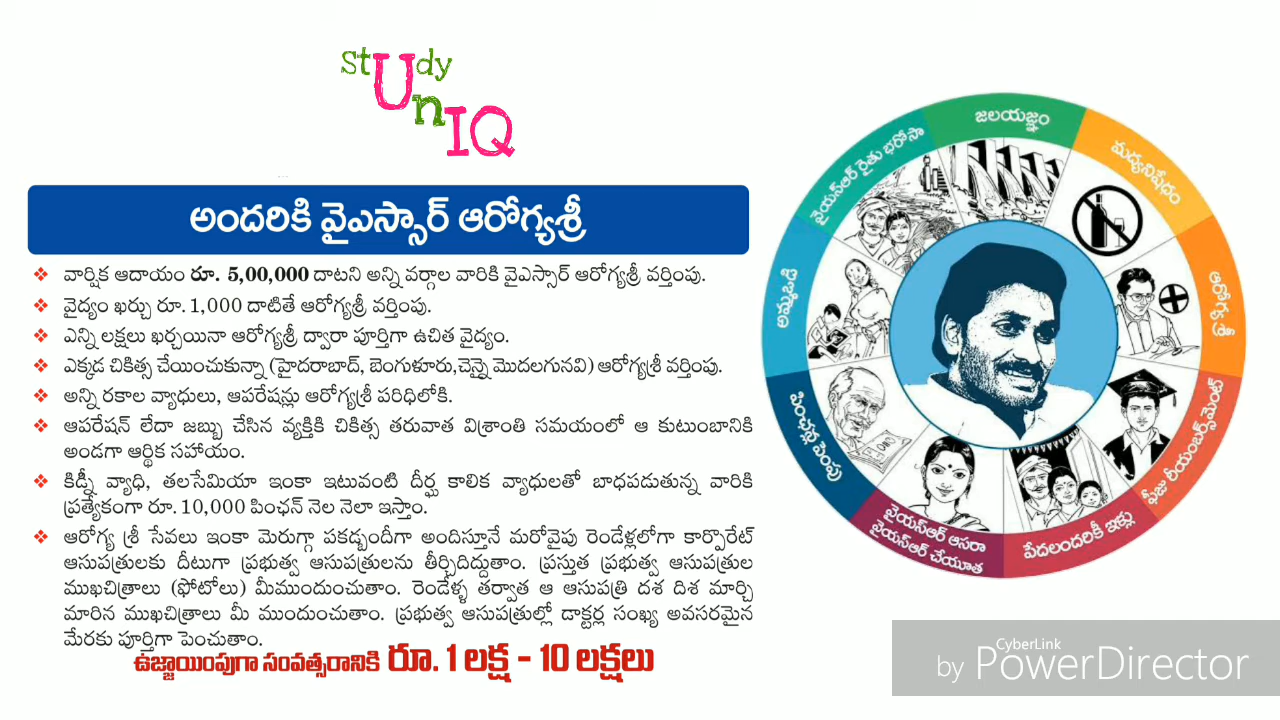 stUdy
UnIQ
అందరికి వైఎస్సార్ ఆరోగ్యశ్రీ
❖ వార్షిక ఆదాయం రూ. 5,00,000 దాటని అన్ని వర్గాల వారికి వైఎస్సార్ ఆరోగ్యశ్రీ వర్తింపు.
❖ వైద్యం ఖర్చు రూ. 1,000 దాటితే ఆరోగ్యశ్రీ వర్తింపు.
❖ ఎన్ని లక్షలు ఖర్చయినా ఆరోగ్యశ్రీ ద్వారా పూర్తిగా ఉచిత వైద్యం.
❖ ఎక్కడ చికిత్స చేయించుకున్నా (హైదరాబాద్, బెంగుళూరు,చెన్నై మొదలగునవి) ఆరోగ్యశ్రీ వర్తింపు.
❖ అన్ని రకాల వ్యాధులు, ఆపరేషన్లు ఆరోగ్యశ్రీ పరిధిలోకి.
❖ ఆపరేషన్ లేదా జబ్బు చేసిన వ్యక్తికి చికిత్స తరువాత విశ్రాంతి సమయంలో ఆ కుటుంబానికి
అండగా ఆర్థిక సహాయం.
❖ కిడ్నీ వ్యాధి, తలసేమియా ఇంకా ఇటువంటి దీర్ఘ కాలిక వ్యాధులతో బాధపడుతున్న వారికి
ప్రత్యేకంగా రూ. 10,000 పింఛన్ నెల నెలా ఇస్తాం.
❖ ఆరోగ్య శ్రీ సేవలు ఇంకా మెరుగ్గా పకడ్బందీగా అందిస్తూనే మరోవైపు రెండేళ్లలోగా కార్పొరేట్
ఆసుపత్రులకు దీటుగా ప్రభుత్వ ఆసుపత్రులను తీర్చిదిద్దుతాం. ప్రస్తుత ప్రభుత్వ ఆసుపత్రుల
ముఖచిత్రాలు (ఫోటోలు) మీముందుంచుతాం. రెండేళ్ళ తర్వాత ఆ ఆసుపత్రి దశ దిశ మార్చి
మారిన ముఖచిత్రాలు మీ ముందుంచుతాం. ప్రభుత్వ ఆసుపత్రుల్లో డాక్టర్ల సంఖ్య అవసరమైన
మేరకు పూర్తిగా పెంచుతాం.
ఉజ్జాయింపుగా సంవత్సరానికి రూ. 1 లక్ష - 10 లక్షలు
జలయజ్ఞం
మద్యనిషేధం
ఆరోగ్య శ్రీ
ఫీజు రీయంబర్స్‌మెంట్
పేదలందరికీ ఇళ్లు
వైయస్ఆర్ ఆసరా
వైయస్ఆర్ చేయూత
పింఛన్ల పెంపు
అమ్మఒడి
వైయస్ఆర్ రైతు భరోసా
CyberLink
by PowerDirector